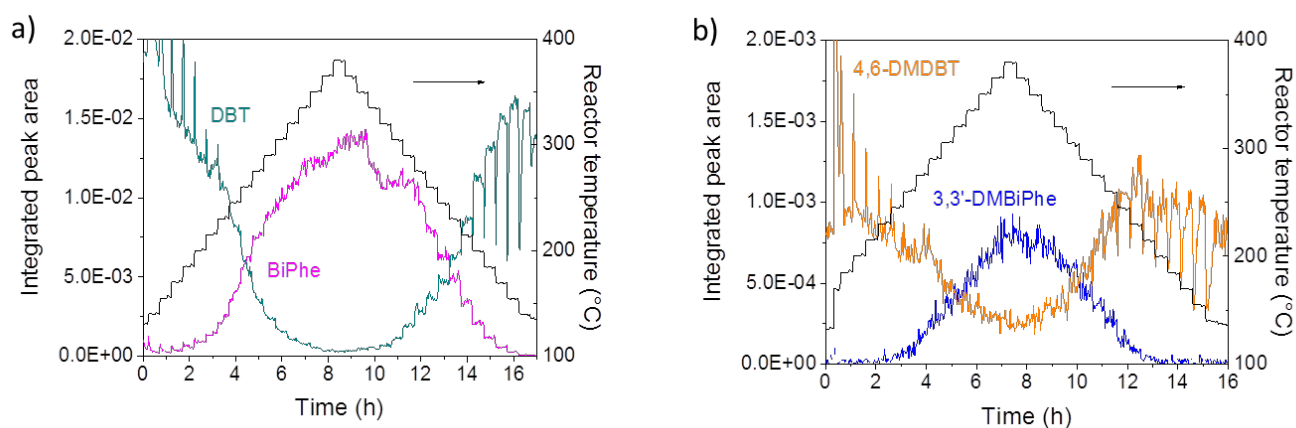 a)
2.0E-02
1.5E-02
1.0E-02
5.0E-03
0.0E+00
Integrated peak area
DBT
BiPhe
400
300
200
100
Reactor temperature (°C)
0 2 4 6 8 10 12 14 16
Time (h)
b)
2.0E-03
1.5E-03
1.0E-03
5.0E-04
0.0E+00
Integrated peak area
4,6-DMDBT
3,3'-DMBiPhe
400
300
200
100
Reactor temperature (°C)
0 2 4 6 8 10 12 14 16
Time (h)